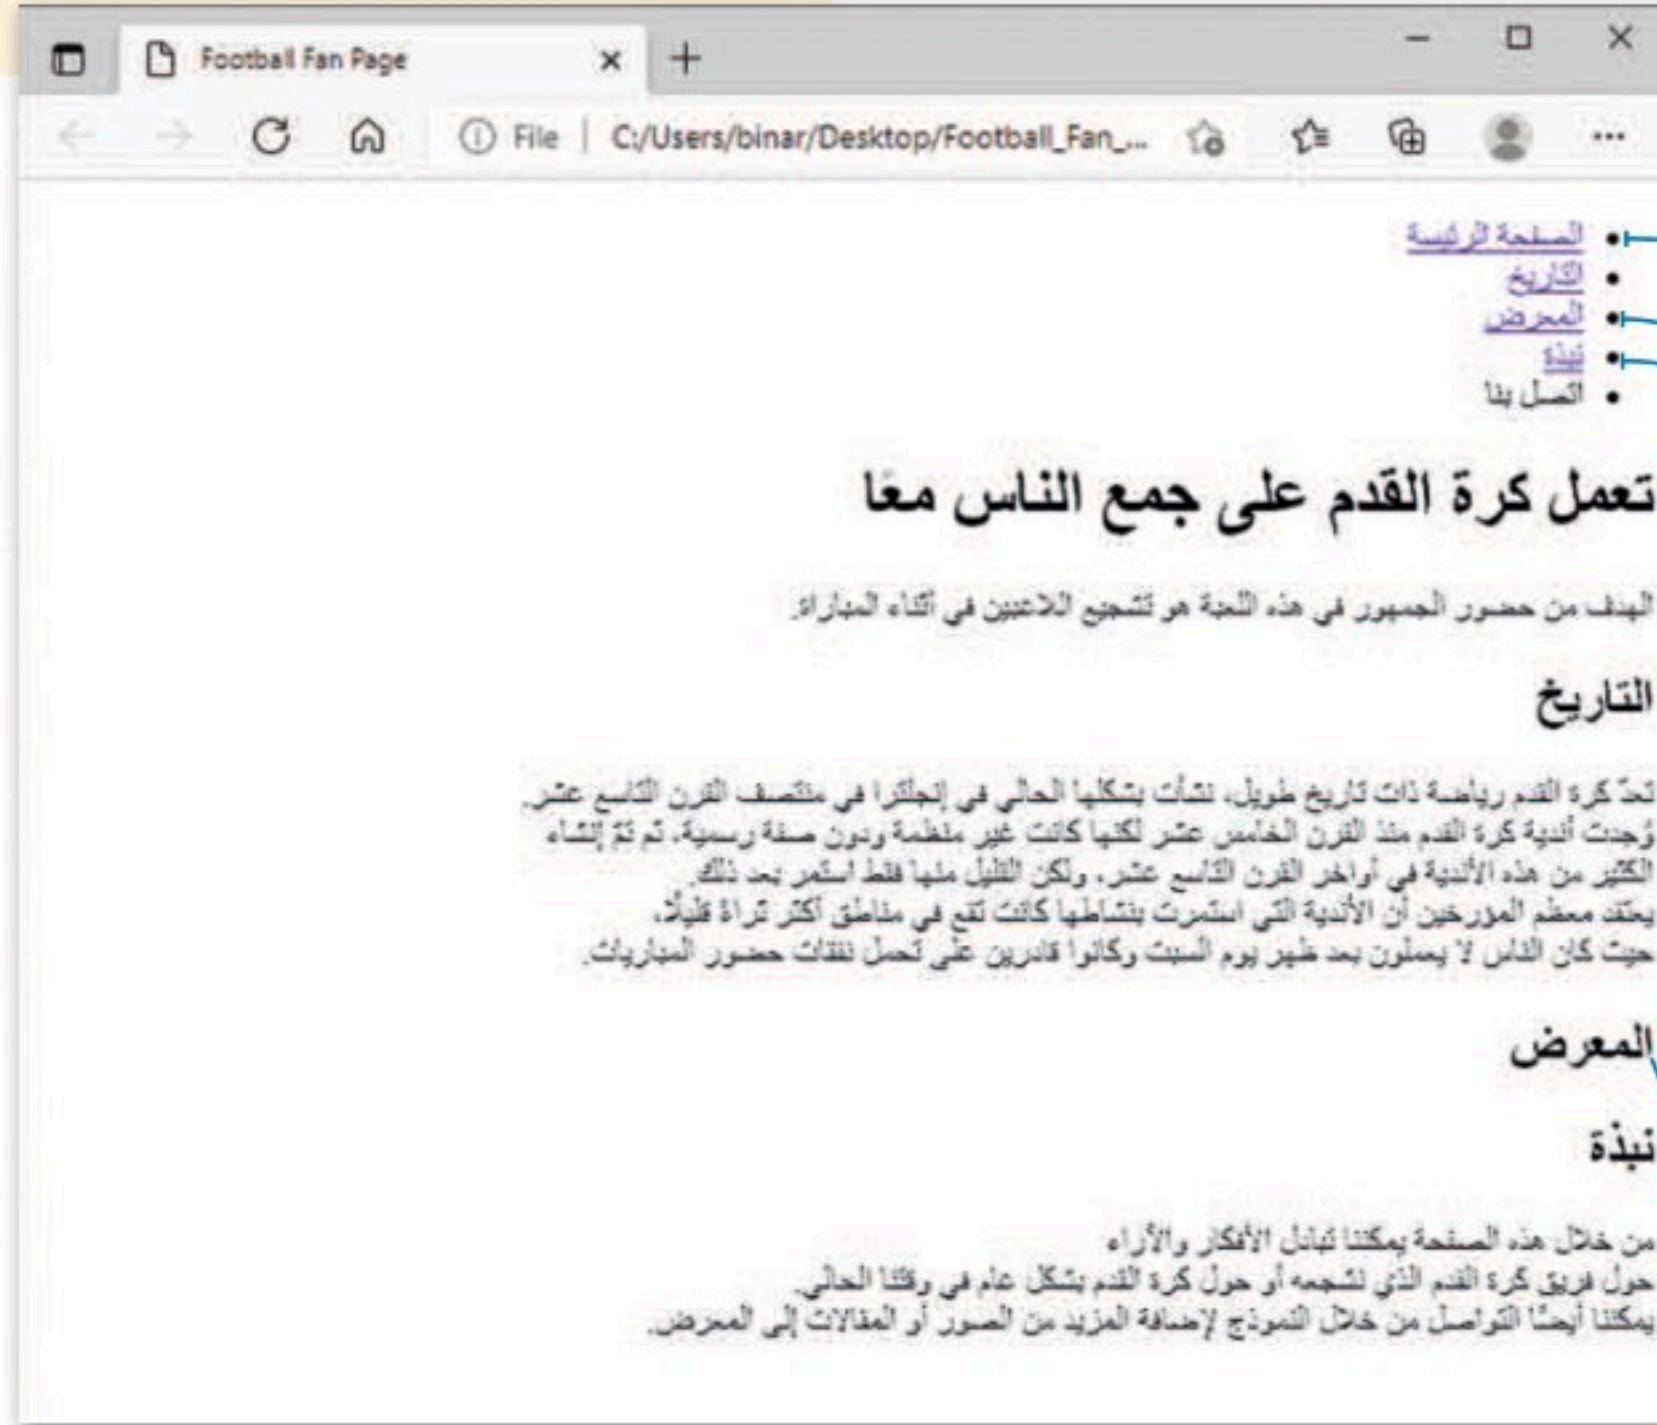 Football Fan Page
File | C:/Users/binar/Desktop/Football_Fan_...
الصفحة الرئيسة
التاريخ
المعرض
نبذة
اتصل بنا
تعمل كرة القدم على جمع الناس معًا
الهدف من حضور الجمهور في هذه اللعبة هو تشجيع اللاعبين في أثناء المباراة.
التاريخ
تعدّ كرة القدم رياضة ذات تاريخ طويل، نشأت بشكلها الحالي في إنجلترا في منتصف القرن التاسع عشر.
وُجدت أندية كرة القدم منذ القرن الخامس عشر لكنها كانت غير منظمة ودون صفة رسمية، ثم تمّ إنشاء
الكثير من هذه الأندية في أواخر القرن التاسع عشر، ولكن القليل منها فقط استمر بعد ذلك.
يعتقد معظم المؤرخين أن الأندية التي استمرت بنشاطها كانت تقع في مناطق أكثر ثراءً قليلًا،
حيث كان الناس لا يعملون بعد ظهر يوم السبت وكانوا قادرين على تحمل نفقات حضور المباريات.
المعرض
نبذة
من خلال هذه الصفحة يمكننا تبادل الأفكار والأراء
حول فريق كرة القدم الذي نشجعه أو حول كرة القدم بشكل عام في وقتنا الحالي.
يمكننا أيضًا التواصل من خلال النموذج لإضافة المزيد من الصور أو المقالات إلى المعرض.